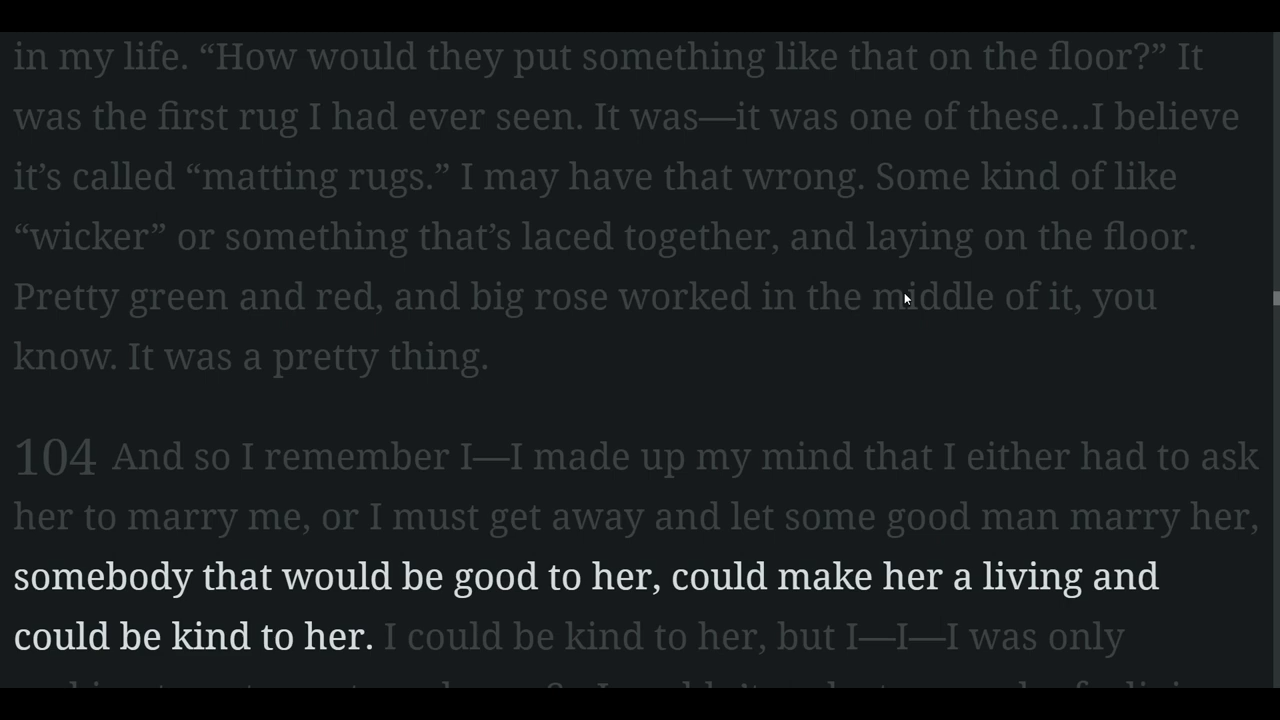 in my life. “How would they put something like that on the floor?” It
was the first rug I had ever seen. It was—it was one of these…I believe
it’s called “matting rugs.” I may have that wrong. Some kind of like
“wicker” or something that’s laced together, and laying on the floor.
Pretty green and red, and big rose worked in the middle of it, you
know. It was a pretty thing.
104 And so I remember I—I made up my mind that I either had to ask
her to marry me, or I must get away and let some good man marry her,
somebody that would be good to her, could make her a living and
could be kind to her. I could be kind to her, but I—I—I was only